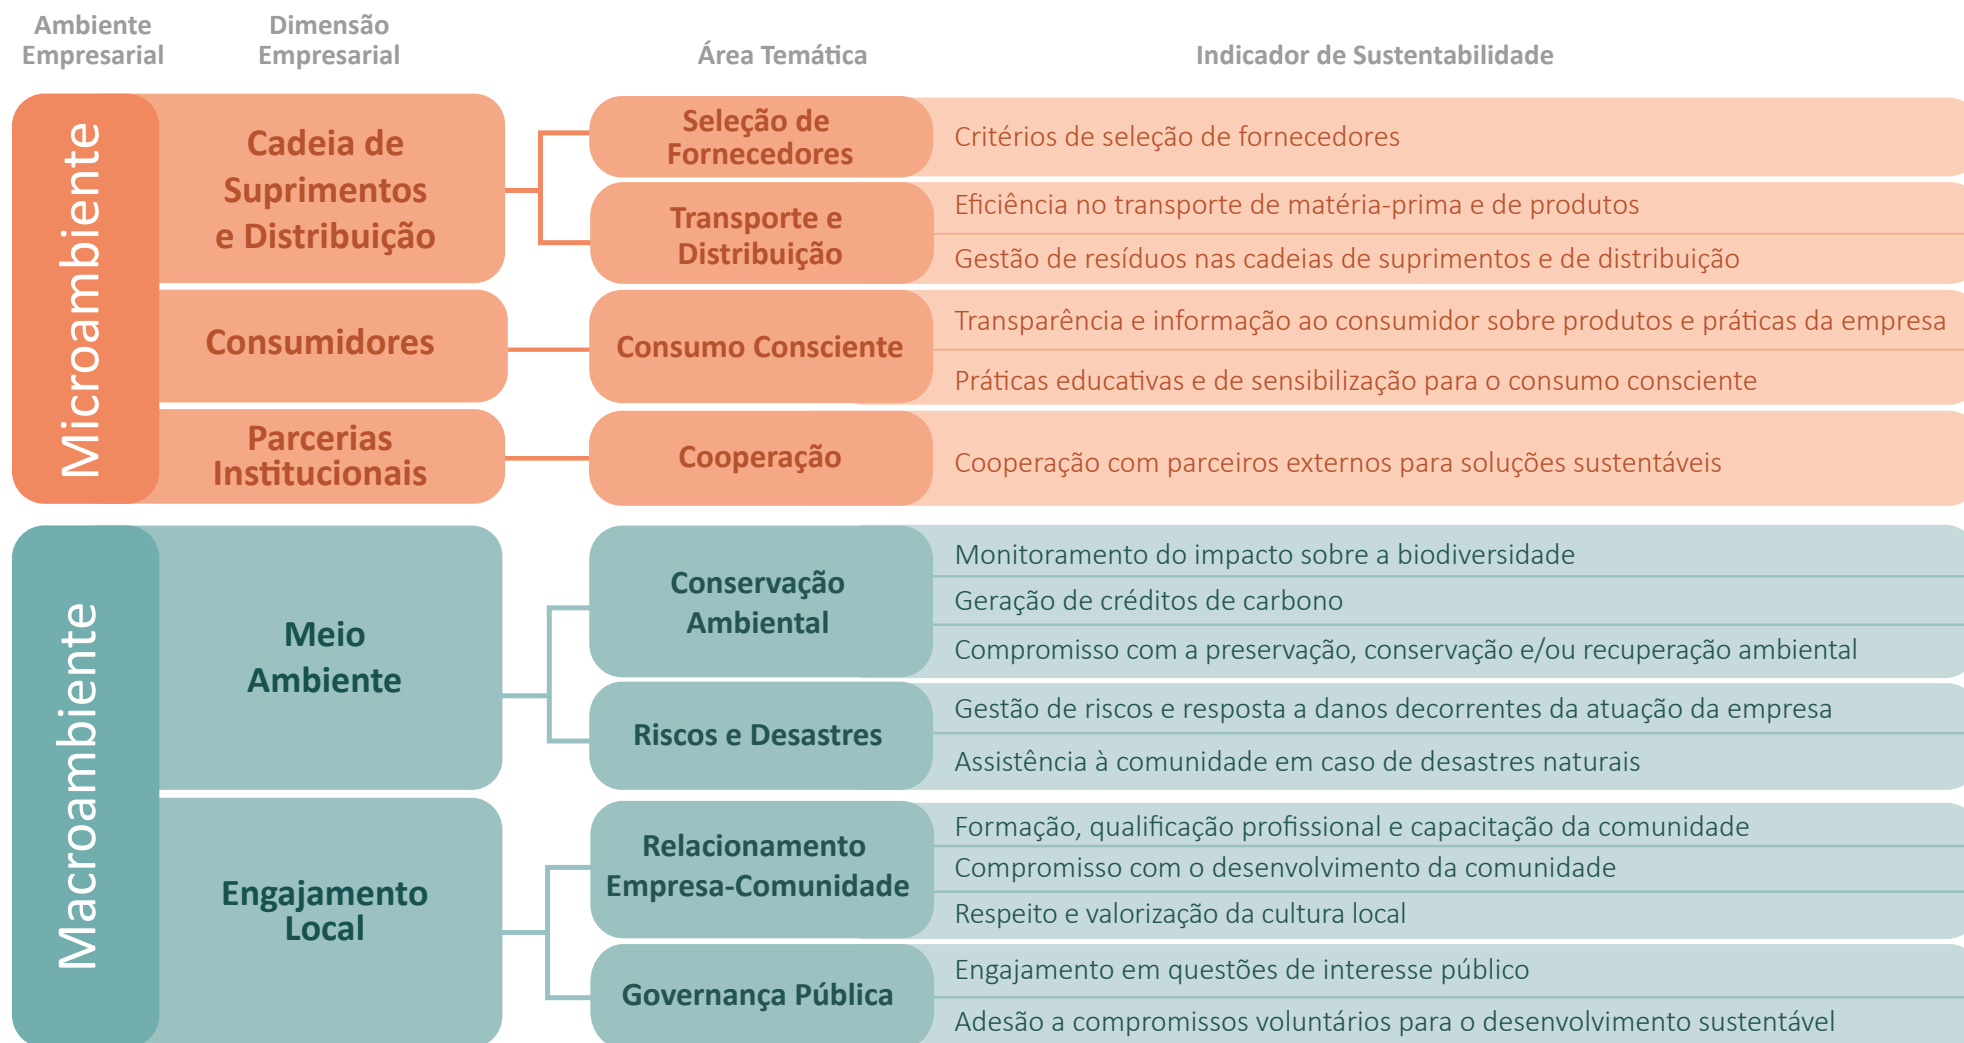 Ambiente
Empresarial
Dimensão
Empresarial
Área Temática
Indicador de Sustentabilidade
Microambiente
Cadeia de
Suprimentos
e Distribuição
Seleção de
Fornecedores
Critérios de seleção de fornecedores
Transporte e
Distribuição
Eficiência no transporte de matéria-prima e de produtos
Gestão de resíduos nas cadeias de suprimentos e de distribuição
Consumidores
Consumo Consciente
Transparência e informação ao consumidor sobre produtos e práticas da empresa
Práticas educativas e de sensibilização para o consumo consciente
Parcerias
Institucionais
Cooperação
Cooperação com parceiros externos para soluções sustentáveis
Macroambiente
Meio
Ambiente
Conservação
Ambiental
Monitoramento do impacto sobre a biodiversidade
Geração de créditos de carbono
Compromisso com a preservação, conservação e/ou recuperação ambiental
Riscos e Desastres
Gestão de riscos e resposta a danos decorrentes da atuação da empresa
Assistência à comunidade em caso de desastres naturais
Engajamento
Local
Relacionamento
Empresa-Comunidade
Formação, qualificação profissional e capacitação da comunidade
Compromisso com o desenvolvimento da comunidade
Respeito e valorização da cultura local
Governança Pública
Engajamento em questões de interesse público
Adesão a compromissos voluntários para o desenvolvimento sustentável